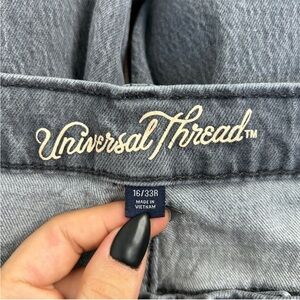 Universal Thread™
16/33R
MADE IN
VIETNAM